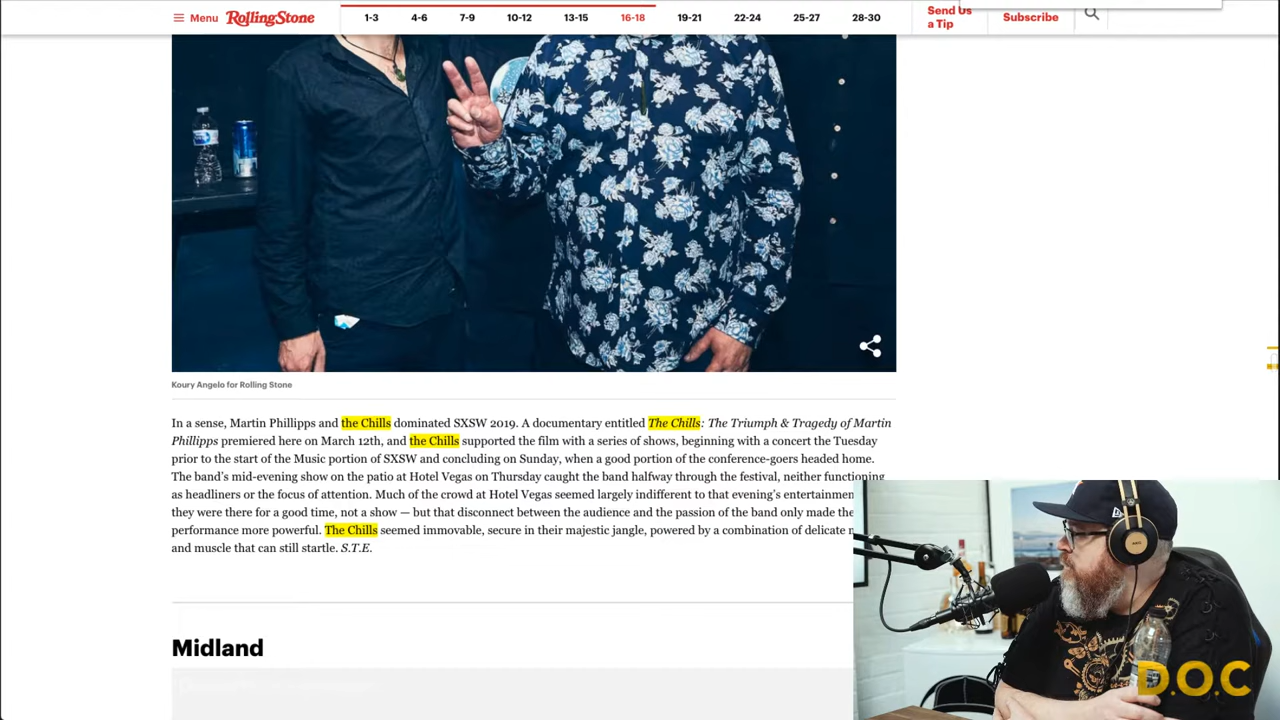 Menu RollingStone 1-3 4-6 7-9 10-12 13-15 16-18 19-21 22-24 25-27 28-30 Send Us Subscribe
a Tip
Koury Angelo for Rolling Stone
In a sense, Martin Phillipps and the Chills dominated SXSW 2019. A documentary entitled The Chills: The Triumph & Tragedy of Martin
Phillipps premiered here on March 12th, and the Chills supported the film with a series of shows, beginning with a concert the Tuesday
prior to the start of the Music portion of SXSW and concluding on Sunday, when a good portion of the conference-goers headed home.
The band's mid-evening show on the patio at Hotel Vegas on Thursday caught the band halfway through the festival, neither functioning
as headliners or the focus of attention. Much of the crowd at Hotel Vegas seemed largely indifferent to that evening's entertainmen
they were there for a good time, not a show — but that disconnect between the audience and the passion of the band only made the
performance more powerful. The Chills seemed immovable, secure in their majestic jangle, powered by a combination of delicate
and muscle that can still startle. S.T.E.
Midland
D.O.C